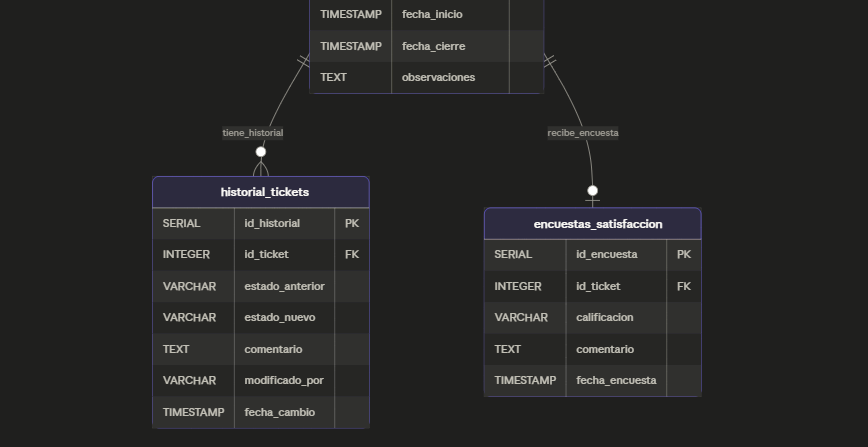 TIMESTAMP fecha_inicio
TIMESTAMP fecha_cierre
TEXT observaciones
tiene_historial
recibe_encuesta
historial_tickets
SERIAL id_historial PK
INTEGER id_ticket FK
VARCHAR estado_anterior
VARCHAR estado_nuevo
TEXT comentario
VARCHAR modificado_por
TIMESTAMP fecha_cambio
encuestas_satisfaccion
SERIAL id_encuesta PK
INTEGER id_ticket FK
VARCHAR calificacion
TEXT comentario
TIMESTAMP fecha_encuesta